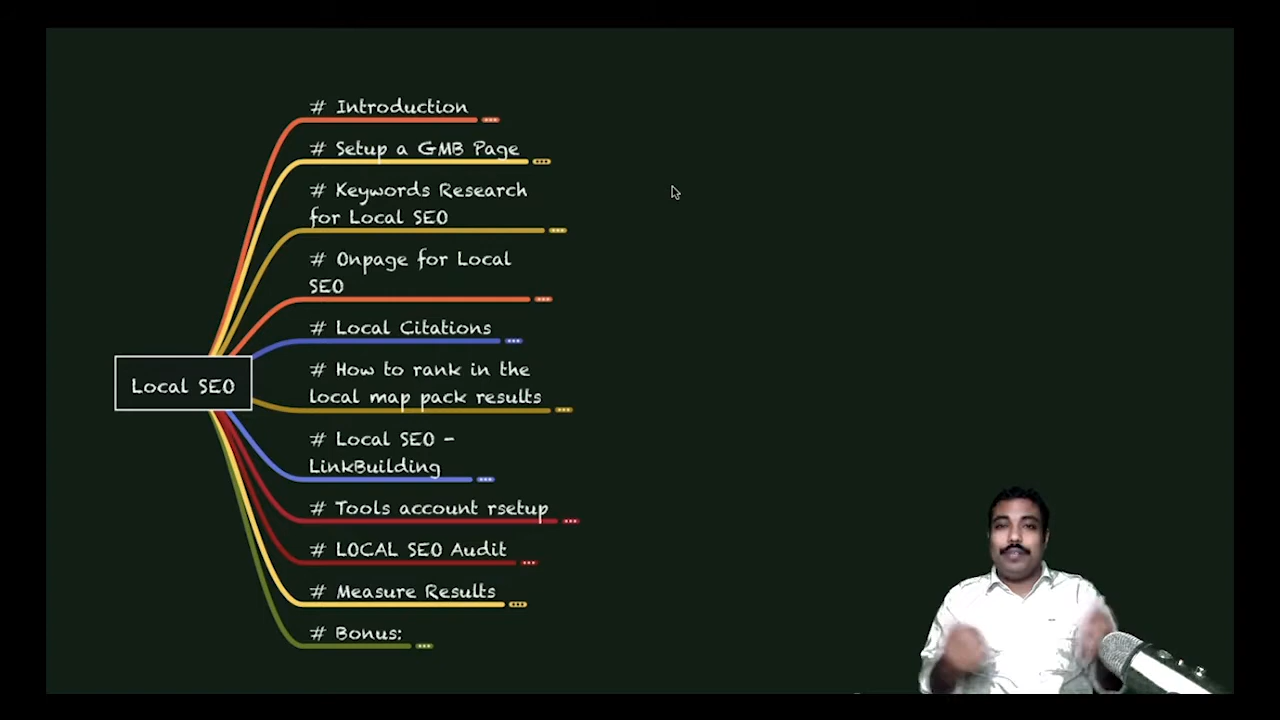 # Introduction
# Setup a GMB Page
# Keywords Research
for Local SEO
# Onpage for Local
SEO
# Local Citations
Local SEO
# How to rank in the
local map pack results
# Local SEO -
LinkBuilding
# Tools account rsetup
# LOCAL SEO Audit
# Measure Results
# Bonus: